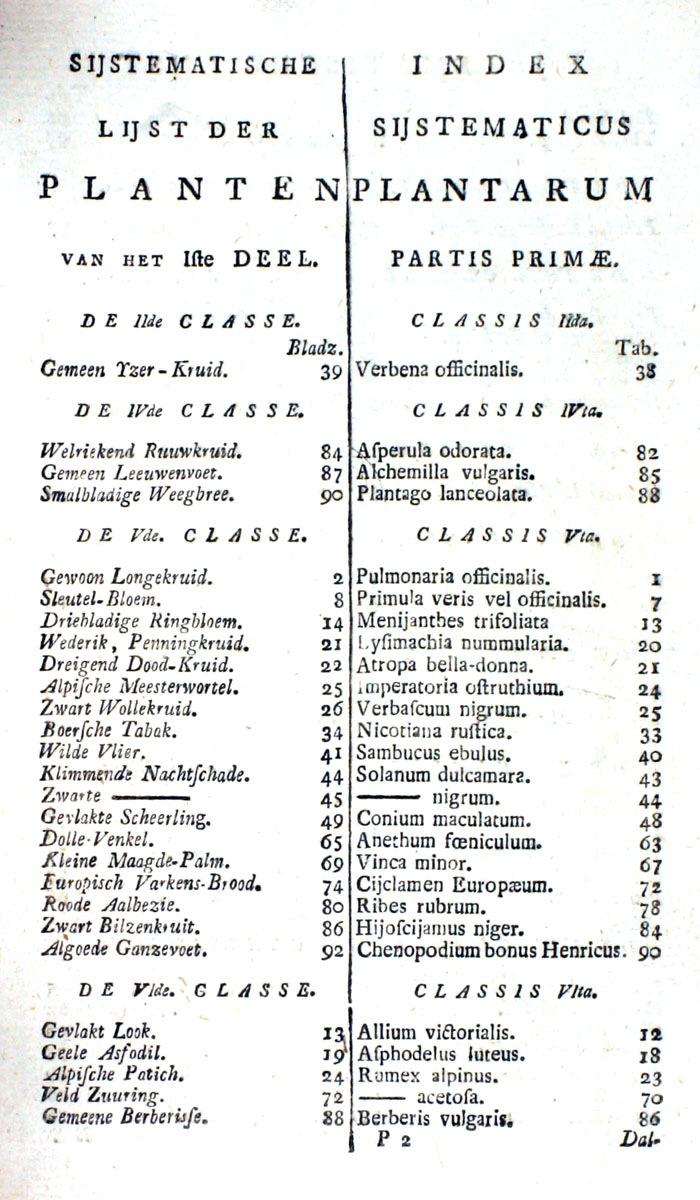 SIJSTEMATISCHE
LIJST DER
PLANTEN
VAN HET Iſte DEEL.
DE IIde CLASSE.
Bladz.
Gemeen Yzer-Kruid. 39
DE IVde CLASSE.
Welriekend Ruuwkruid. 84
Gemeen Leeuwenvoet. 87
Smalbladige Weegbree. 90
DE Vde. CLASSE.
Gewoon Longekruid. 2
Sleutel-Bloem. 8
Driebladige Ringbloem. 14
Wederik, Penningkruid. 21
Dreigend Dood-Kruid. 22
Alpiſche Meesterwortel. 25
Zwart Wollekruid. 26
Boerſche Tabak. 34
Wilde Vlier. 41
Klimmende Nachtſchade. 44
Zwarte —— 45
Gevlakte Scheerling. 49
Dolle-Venkel. 65
Kleine Maagde-Palm. 69
Europisch Varkens-Brood. 74
Roode Aalbezie. 80
Zwart Bilzenkruit. 86
Algoede Ganzevoet. 92
DE VIde. CLASSE.
Gevlakt Look. 13
Geele Asfodil. 19
Alpiſche Patich. 24
Veld Zuuring. 72
Gemeene Berberisſe. 88
INDEX
SIJSTEMATICUS
PLANTARUM
PARTIS PRIMÆ.
CLASSIS IIda.
Tab.
Verbena officinalis. 38
CLASSIS IVta.
Aſperula odorata. 82
Alchemilla vulgaris. 85
Plantago lanceolata. 88
CLASSIS Vta.
Pulmonaria officinalis. 1
Primula veris vel officinalis. 7
Menijanthes trifoliata 13
Lyſimachia nummularia. 20
Atropa bella-donna. 21
Imperatoria oſtruthium. 24
Verbaſcum nigrum. 25
Nicotiana ruſtica. 33
Sambucus ebulus. 40
Solanum dulcamara. 43
—— nigrum. 44
Conium maculatum. 48
Anethum fœniculum. 63
Vinca minor. 67
Cijclamen Europæum. 72
Ribes rubrum. 78
Hijoſcijamus niger. 84
Chenopodium bonus Henricus. 90
CLASSIS VIta.
Allium victorialis. 12
Aſphodelus luteus. 18
Rumex alpinus. 23
—— acetoſa. 70
Berberis vulgaris. 86
P 2 Dal-